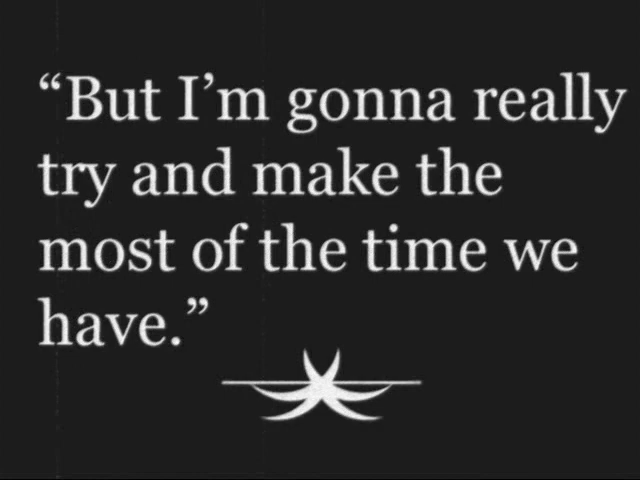 “But I’m gonna really
try and make the
most of the time we
have.”